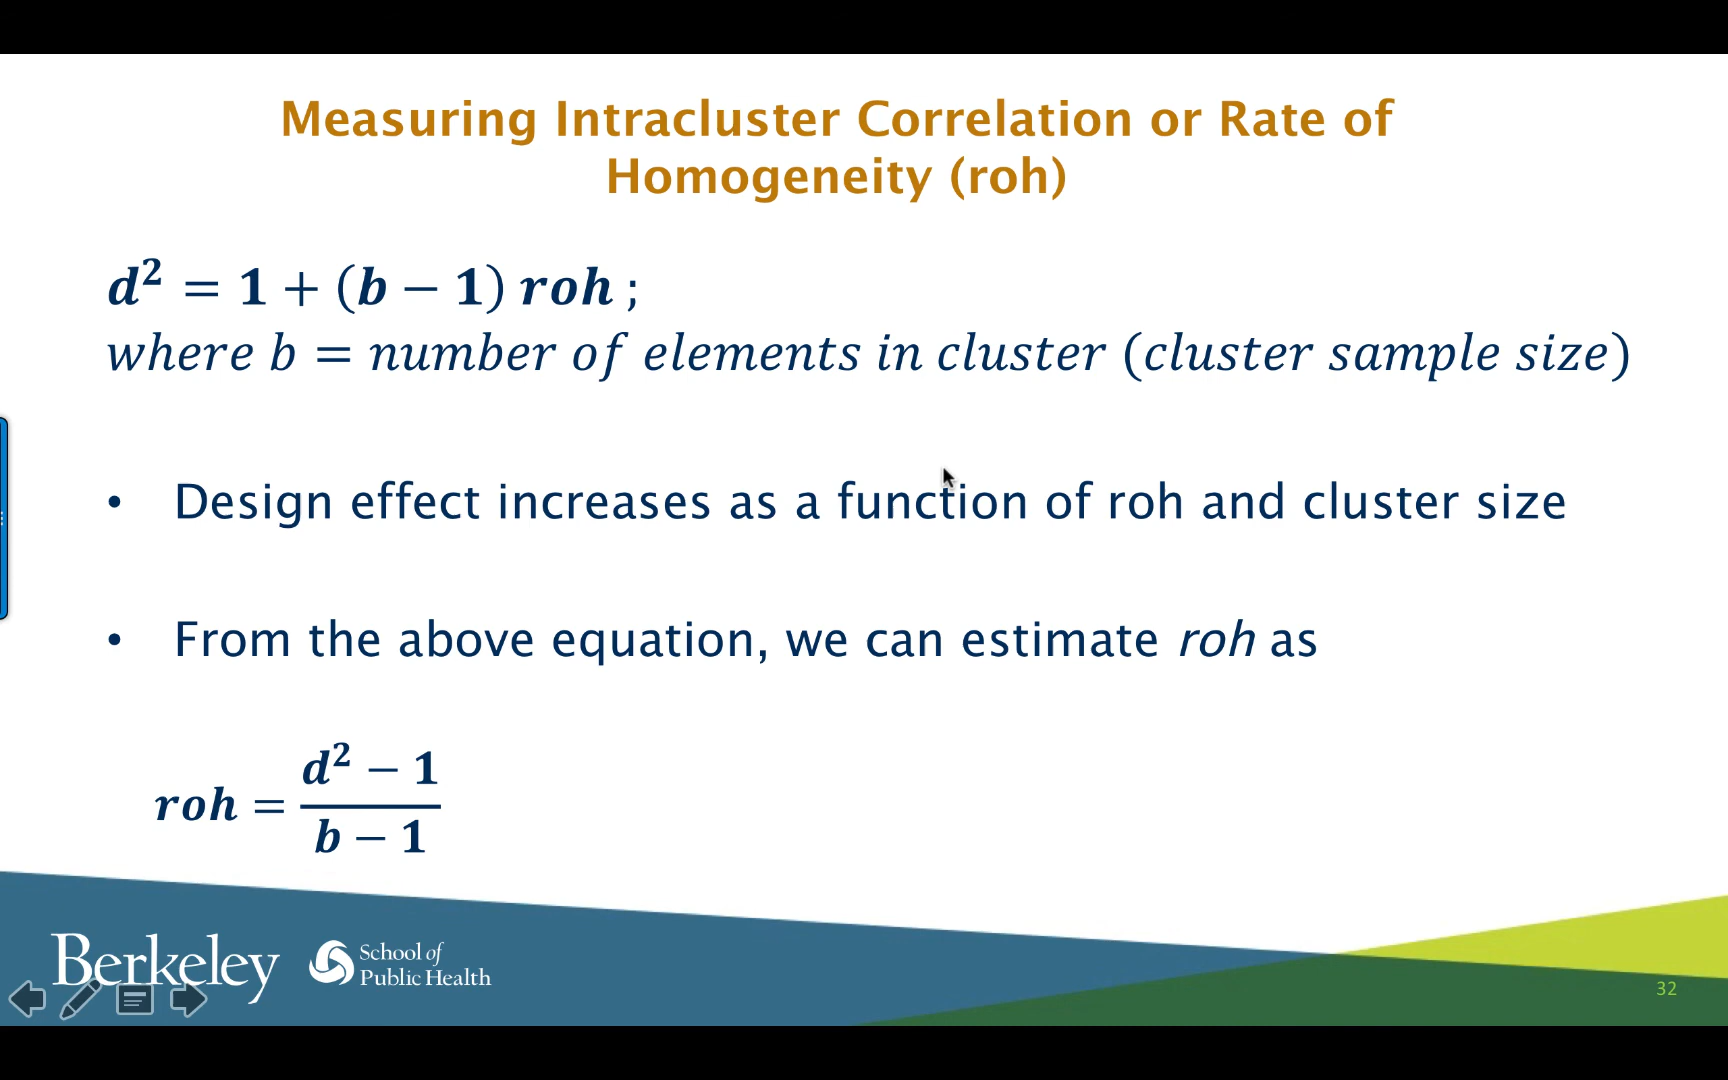 Measuring Intracluster Correlation or Rate of
Homogeneity (roh)
d² = 1 + (b − 1) roh ;
where b = number of elements in cluster (cluster sample size)
• Design effect increases as a function of roh and cluster size
• From the above equation, we can estimate roh as
roh = (d² − 1) / (b − 1)
Berkeley
School of
Public Health
32